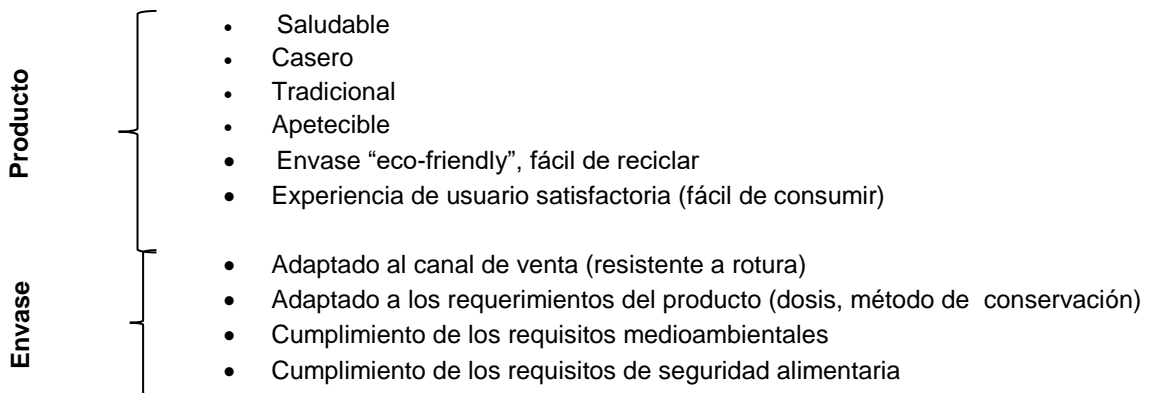 Producto
• Saludable
• Casero
• Tradicional
• Apetecible
• Envase “eco-friendly”, fácil de reciclar
• Experiencia de usuario satisfactoria (fácil de consumir)
Envase
• Adaptado al canal de venta (resistente a rotura)
• Adaptado a los requerimientos del producto (dosis, método de conservación)
• Cumplimiento de los requisitos medioambientales
• Cumplimiento de los requisitos de seguridad alimentaria